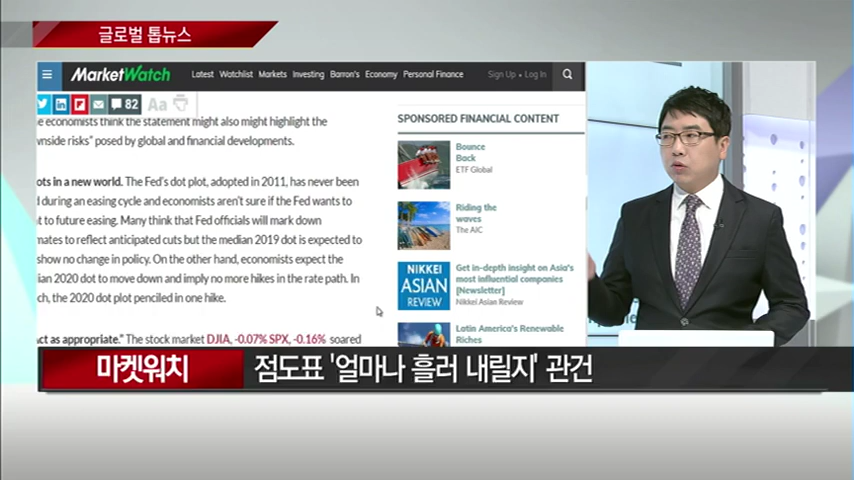 글로벌 톱뉴스
MarketWatch
Latest Watchlist Markets Investing Barron's Economy Personal Finance
Sign Up • Log In
82 Aa
economists think the statement might also might highlight the
risks" posed by global and financial developments.
in a new world. The Fed's dot plot, adopted in 2011, has never been
during an easing cycle and economists aren't sure if the Fed wants to
to future easing. Many think that Fed officials will mark down
to reflect anticipated cuts but the median 2019 dot is expected to
show no change in policy. On the other hand, economists expect the
2020 dot to move down and imply no more hikes in the rate path. In
the 2020 dot plot penciled in one hike.
as appropriate." The stock market DJIA, -0.07% SPX, -0.16% soared
SPONSORED FINANCIAL CONTENT
Bounce
Back
ETF Global
Riding the
waves
The AIC
NIKKEI
ASIAN
REVIEW
Get in-depth insight on Asia's
most influential companies
[Newsletter]
Nikkei Asian Review
Latin America's Renewable
Riches
마켓워치
점도표 '얼마나 흘러 내릴지' 관건